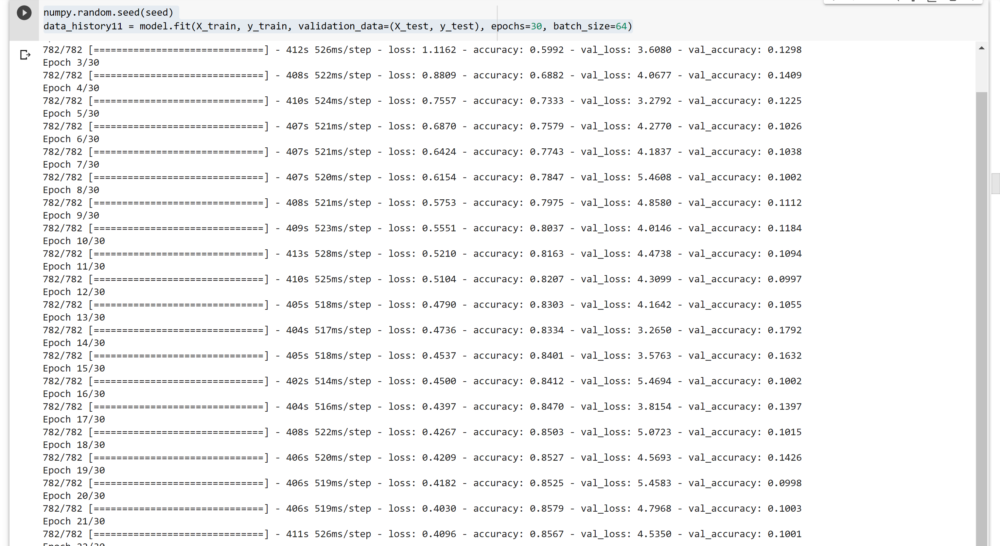 numpy.random.seed(seed)
data_history11 = model.fit(X_train, y_train, validation_data=(X_test, y_test), epochs=30, batch_size=64)
782/782 [==============================] - 412s 526ms/step - loss: 1.1162 - accuracy: 0.5992 - val_loss: 3.6080 - val_accuracy: 0.1298
Epoch 3/30
782/782 [==============================] - 408s 522ms/step - loss: 0.8809 - accuracy: 0.6882 - val_loss: 4.0677 - val_accuracy: 0.1409
Epoch 4/30
782/782 [==============================] - 410s 524ms/step - loss: 0.7557 - accuracy: 0.7333 - val_loss: 3.2792 - val_accuracy: 0.1225
Epoch 5/30
782/782 [==============================] - 407s 521ms/step - loss: 0.6870 - accuracy: 0.7579 - val_loss: 4.2770 - val_accuracy: 0.1026
Epoch 6/30
782/782 [==============================] - 407s 521ms/step - loss: 0.6424 - accuracy: 0.7743 - val_loss: 4.1837 - val_accuracy: 0.1038
Epoch 7/30
782/782 [==============================] - 407s 520ms/step - loss: 0.6154 - accuracy: 0.7847 - val_loss: 5.4608 - val_accuracy: 0.1002
Epoch 8/30
782/782 [==============================] - 408s 521ms/step - loss: 0.5753 - accuracy: 0.7975 - val_loss: 4.8580 - val_accuracy: 0.1112
Epoch 9/30
782/782 [==============================] - 409s 523ms/step - loss: 0.5551 - accuracy: 0.8037 - val_loss: 4.0146 - val_accuracy: 0.1184
Epoch 10/30
782/782 [==============================] - 413s 528ms/step - loss: 0.5210 - accuracy: 0.8163 - val_loss: 4.4738 - val_accuracy: 0.1094
Epoch 11/30
782/782 [==============================] - 410s 525ms/step - loss: 0.5104 - accuracy: 0.8207 - val_loss: 4.3099 - val_accuracy: 0.0997
Epoch 12/30
782/782 [==============================] - 405s 518ms/step - loss: 0.4790 - accuracy: 0.8303 - val_loss: 4.1642 - val_accuracy: 0.1055
Epoch 13/30
782/782 [==============================] - 404s 517ms/step - loss: 0.4736 - accuracy: 0.8334 - val_loss: 3.2650 - val_accuracy: 0.1792
Epoch 14/30
782/782 [==============================] - 405s 518ms/step - loss: 0.4537 - accuracy: 0.8401 - val_loss: 3.5763 - val_accuracy: 0.1632
Epoch 15/30
782/782 [==============================] - 402s 514ms/step - loss: 0.4500 - accuracy: 0.8412 - val_loss: 5.4694 - val_accuracy: 0.1002
Epoch 16/30
782/782 [==============================] - 404s 516ms/step - loss: 0.4397 - accuracy: 0.8470 - val_loss: 3.8154 - val_accuracy: 0.1397
Epoch 17/30
782/782 [==============================] - 408s 522ms/step - loss: 0.4267 - accuracy: 0.8503 - val_loss: 5.0723 - val_accuracy: 0.1015
Epoch 18/30
782/782 [==============================] - 406s 520ms/step - loss: 0.4209 - accuracy: 0.8527 - val_loss: 4.5693 - val_accuracy: 0.1426
Epoch 19/30
782/782 [==============================] - 406s 519ms/step - loss: 0.4182 - accuracy: 0.8525 - val_loss: 5.4583 - val_accuracy: 0.0998
Epoch 20/30
782/782 [==============================] - 406s 519ms/step - loss: 0.4030 - accuracy: 0.8579 - val_loss: 4.7968 - val_accuracy: 0.1003
Epoch 21/30
782/782 [==============================] - 411s 526ms/step - loss: 0.4096 - accuracy: 0.8567 - val_loss: 4.5350 - val_accuracy: 0.1001
Epoch 22/30